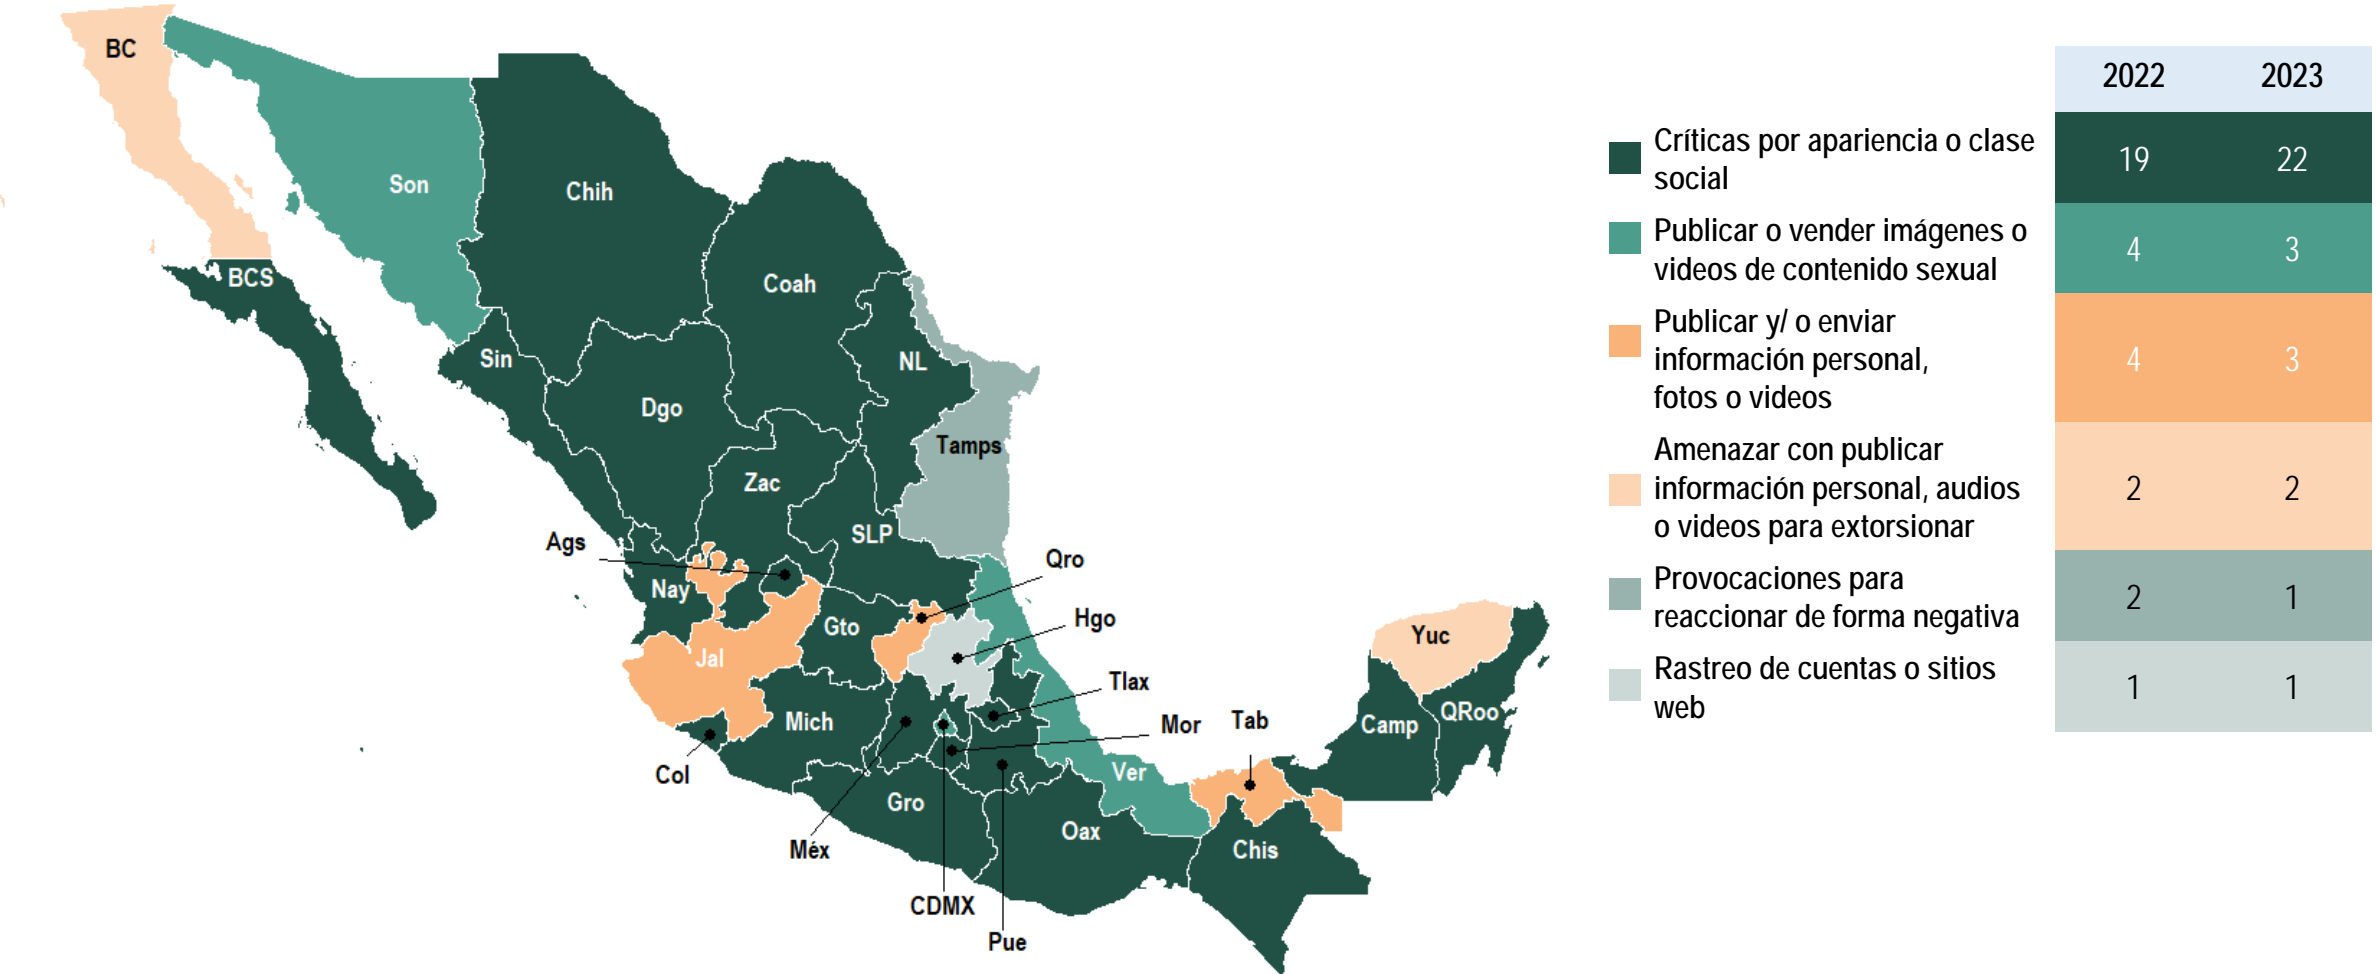 BC
Son
Chih
BCS
Coah
Sin
NL
Dgo
Tamps
Zac
SLP
Ags
Qro
Nay
Gto
Hgo
Jal
Yuc
Tlax
Mich
Mor
Tab
Camp
QRoo
Col
Ver
Gro
Oax
Méx
Chis
CDMX
Pue
2022 2023
Críticas por apariencia o clase
social
19 22
Publicar o vender imágenes o
videos de contenido sexual
4 3
Publicar y/ o enviar
información personal,
fotos o videos
4 3
Amenazar con publicar
información personal, audios
o videos para extorsionar
2 2
Provocaciones para
reaccionar de forma negativa
2 1
Rastreo de cuentas o sitios
web
1 1